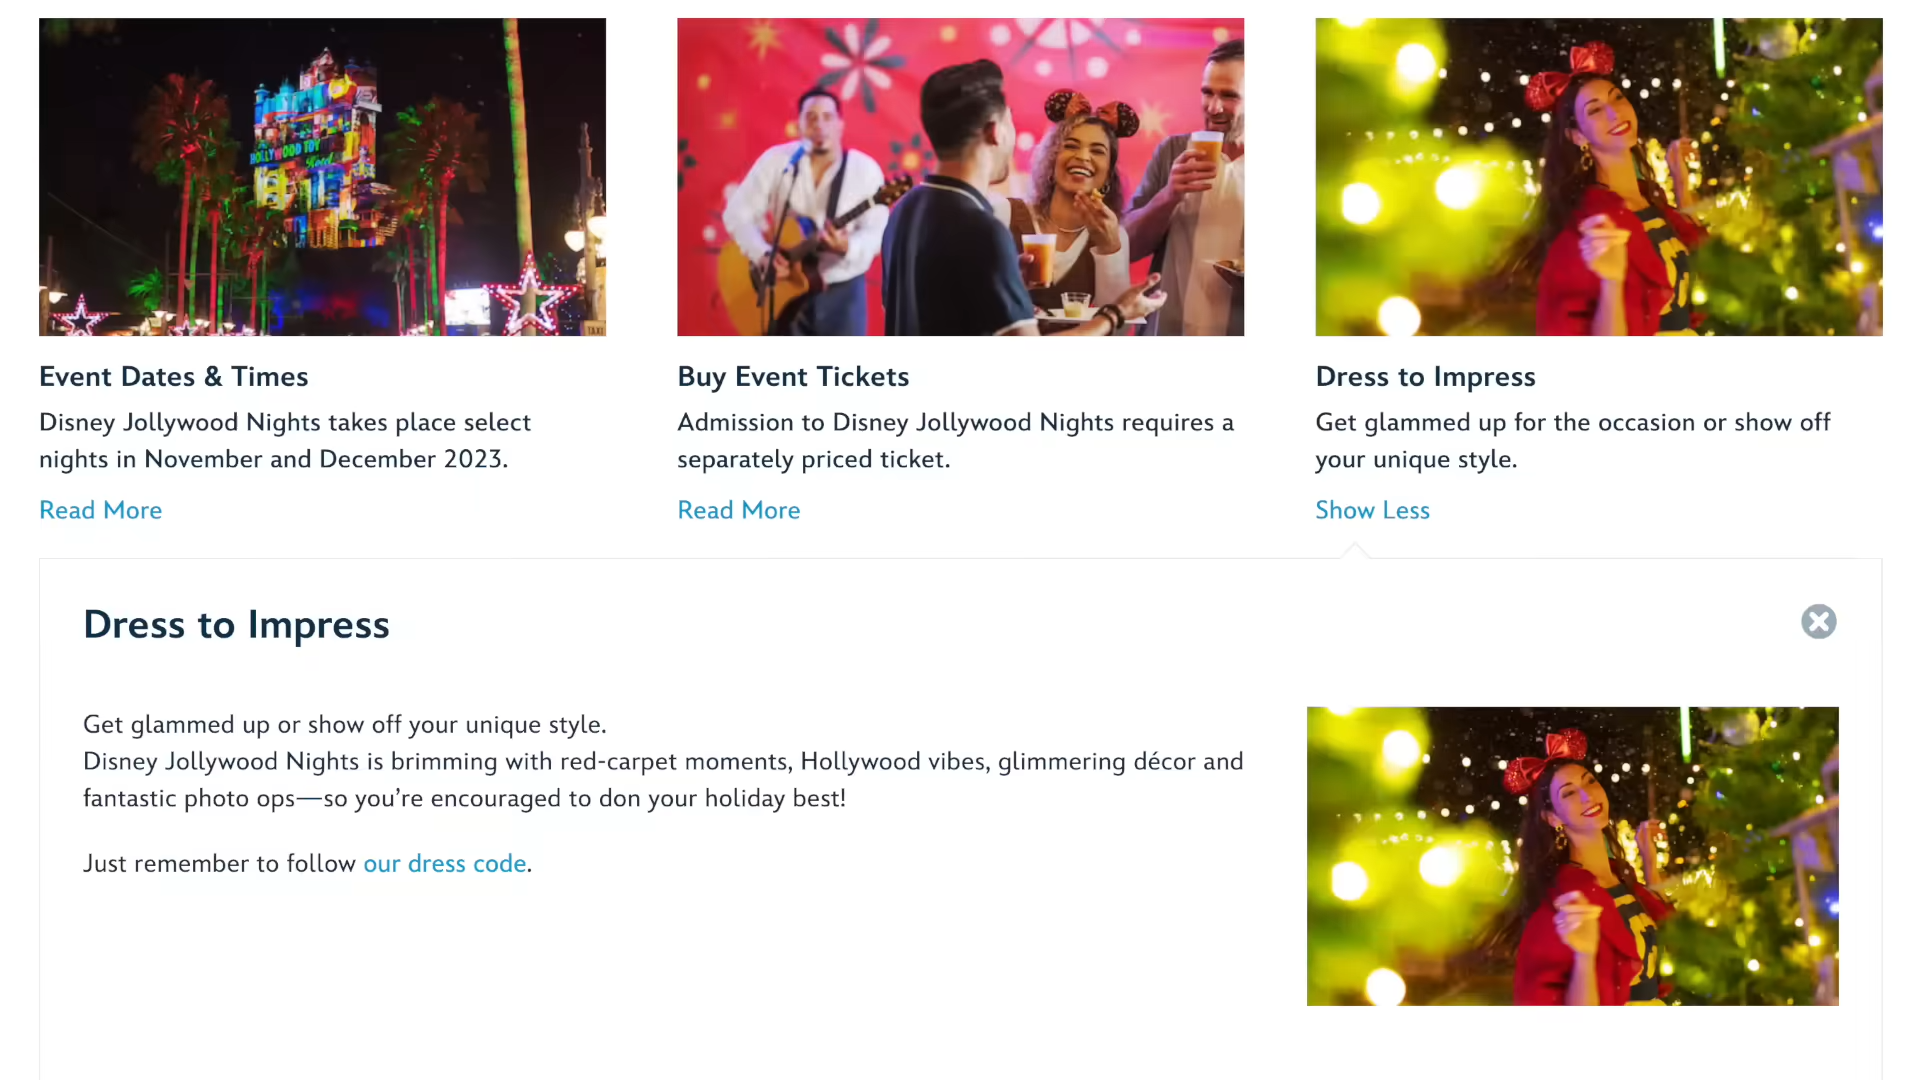 HOLLYWOOD TOY
Hotel
TAXI
Event Dates & Times
Disney Jollywood Nights takes place select
nights in November and December 2023.
Read More
Buy Event Tickets
Admission to Disney Jollywood Nights requires a
separately priced ticket.
Read More
Dress to Impress
Get glammed up for the occasion or show off
your unique style.
Show Less
Dress to Impress
Get glammed up or show off your unique style.
Disney Jollywood Nights is brimming with red-carpet moments, Hollywood vibes, glimmering décor and
fantastic photo ops—so you’re encouraged to don your holiday best!
Just remember to follow our dress code.